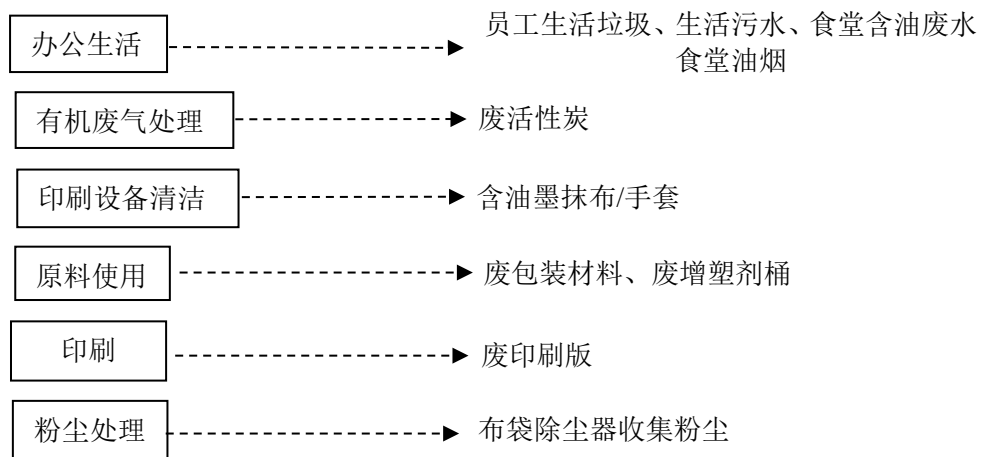 办公生活
员工生活垃圾、生活污水、食堂含油废水
食堂油烟
有机废气处理
废活性炭
印刷设备清洁
含油墨抹布/手套
原料使用
废包装材料、废增塑剂桶
印刷
废印刷版
粉尘处理
布袋除尘器收集粉尘